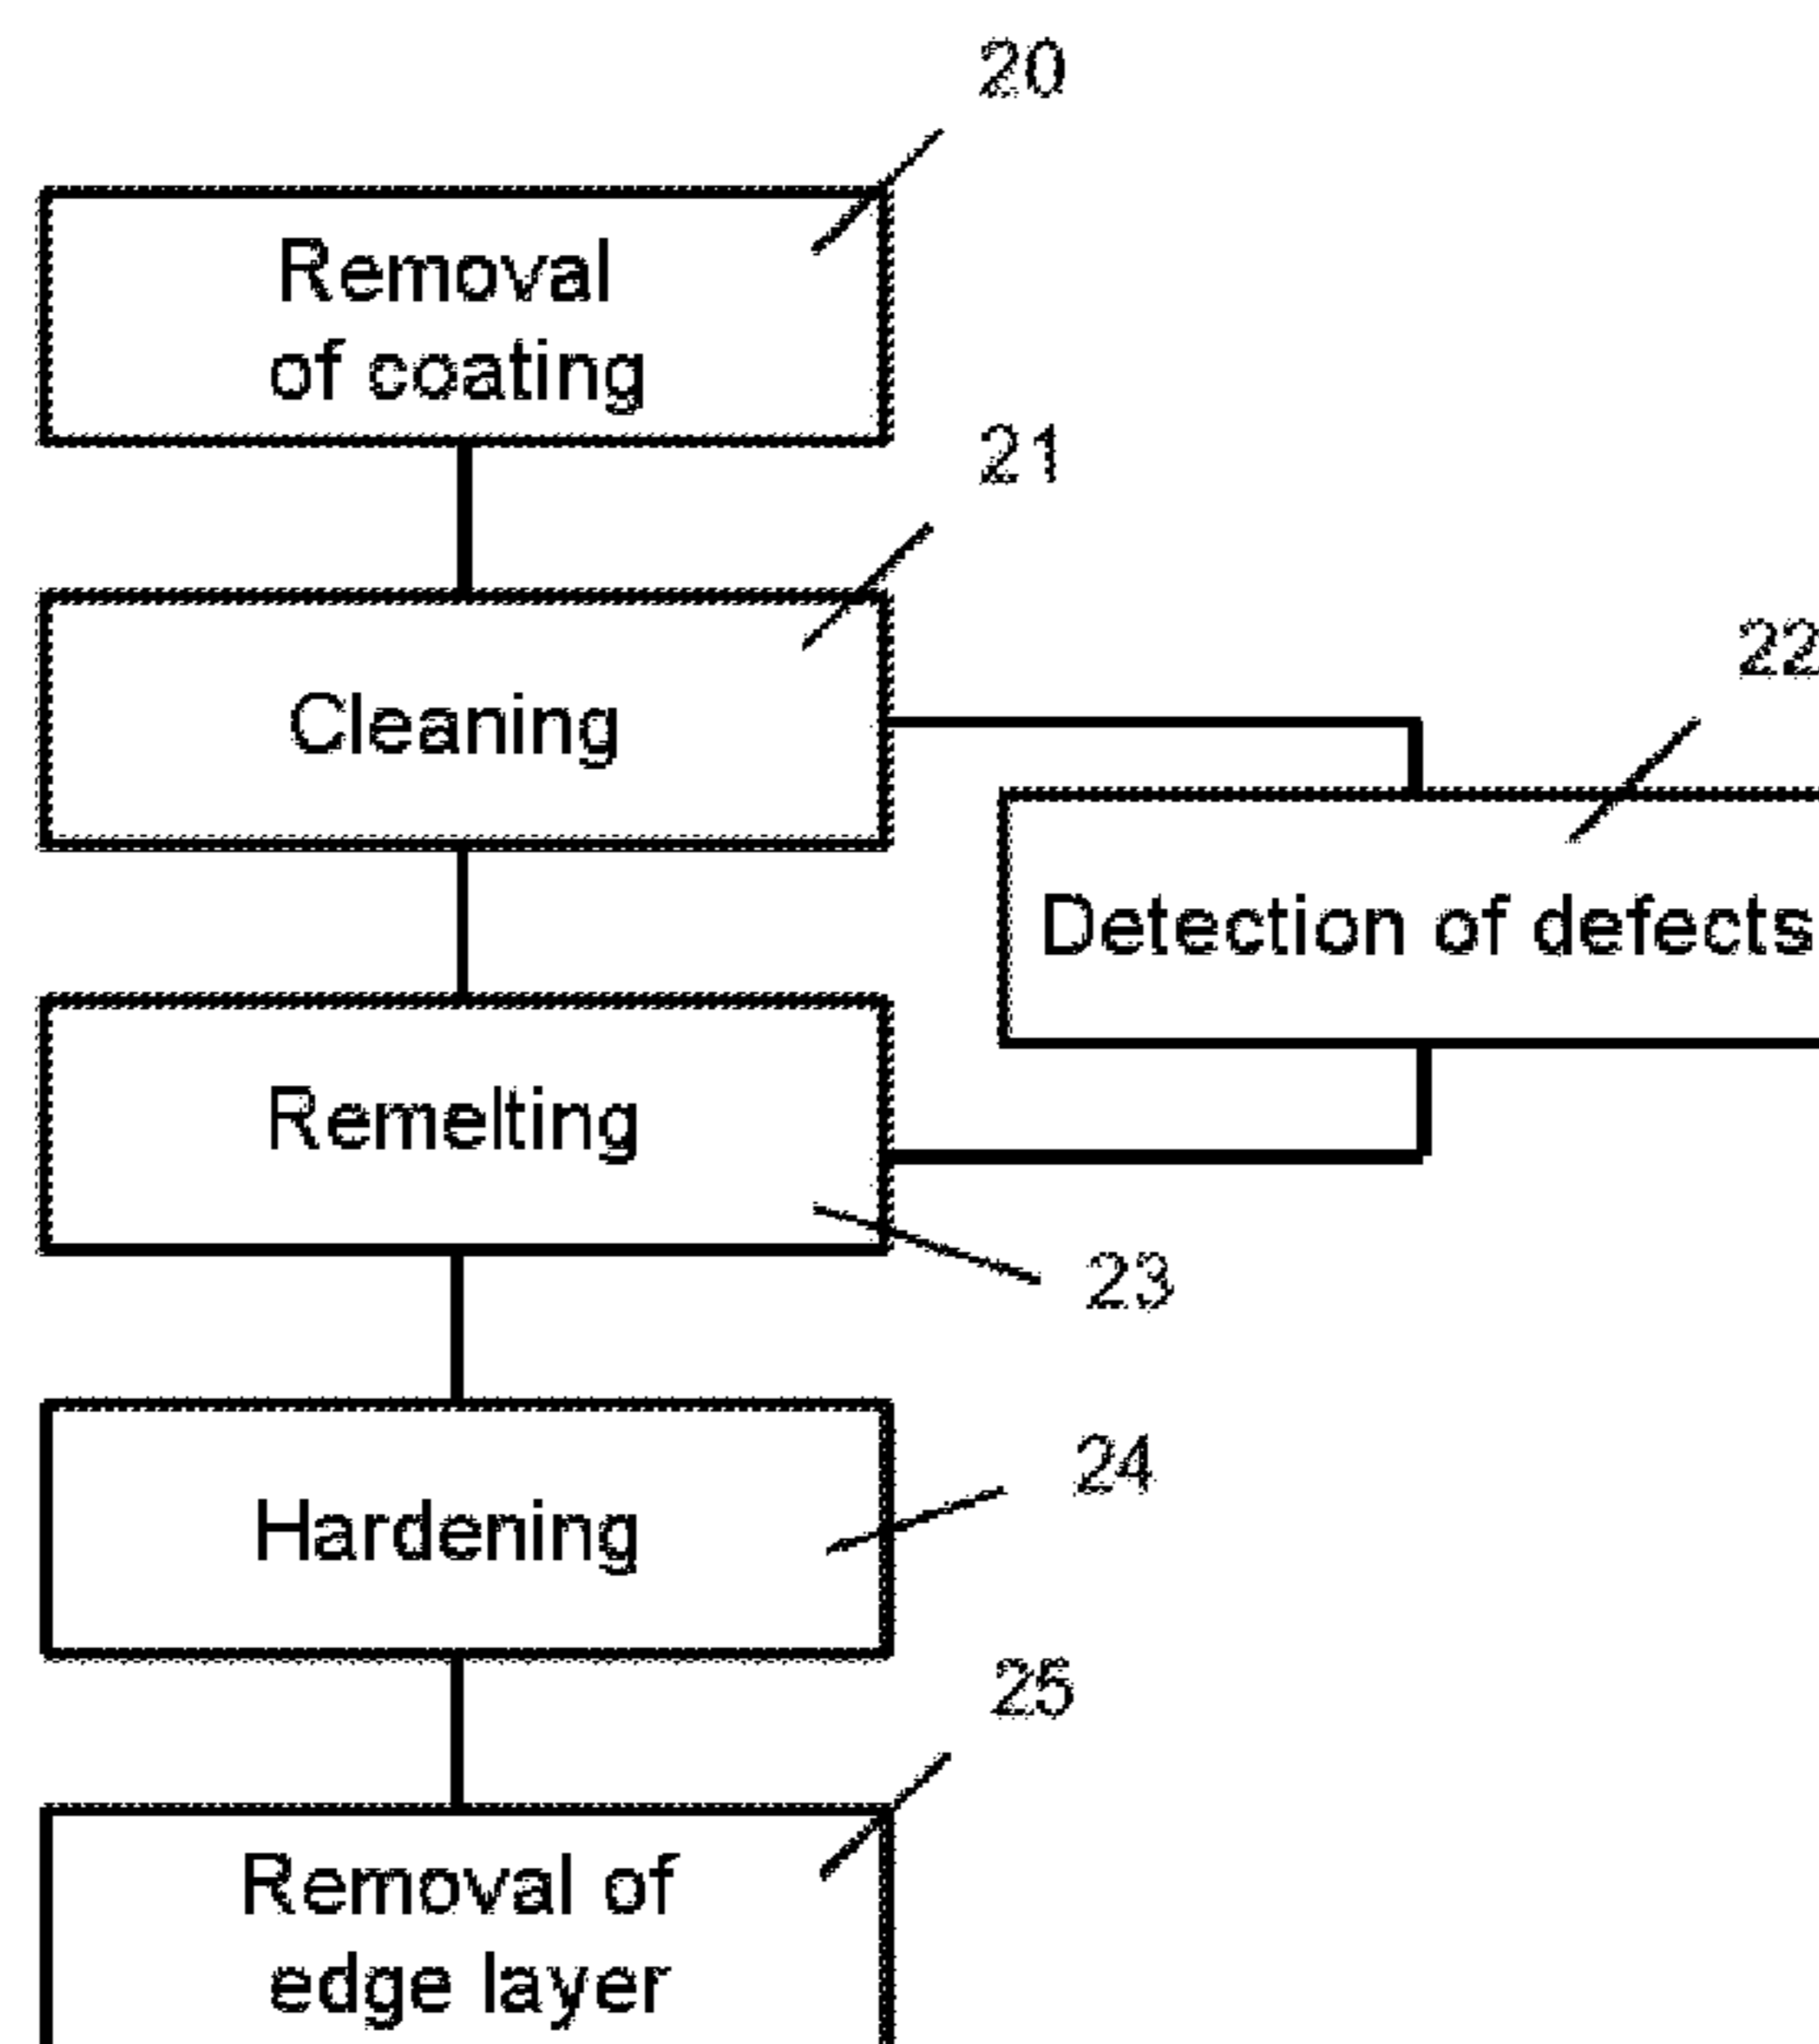 20
Removal
of coating
21
Cleaning
22
Detection of defects
Remelting
23
24
Hardening
25
Removal of
edge layer